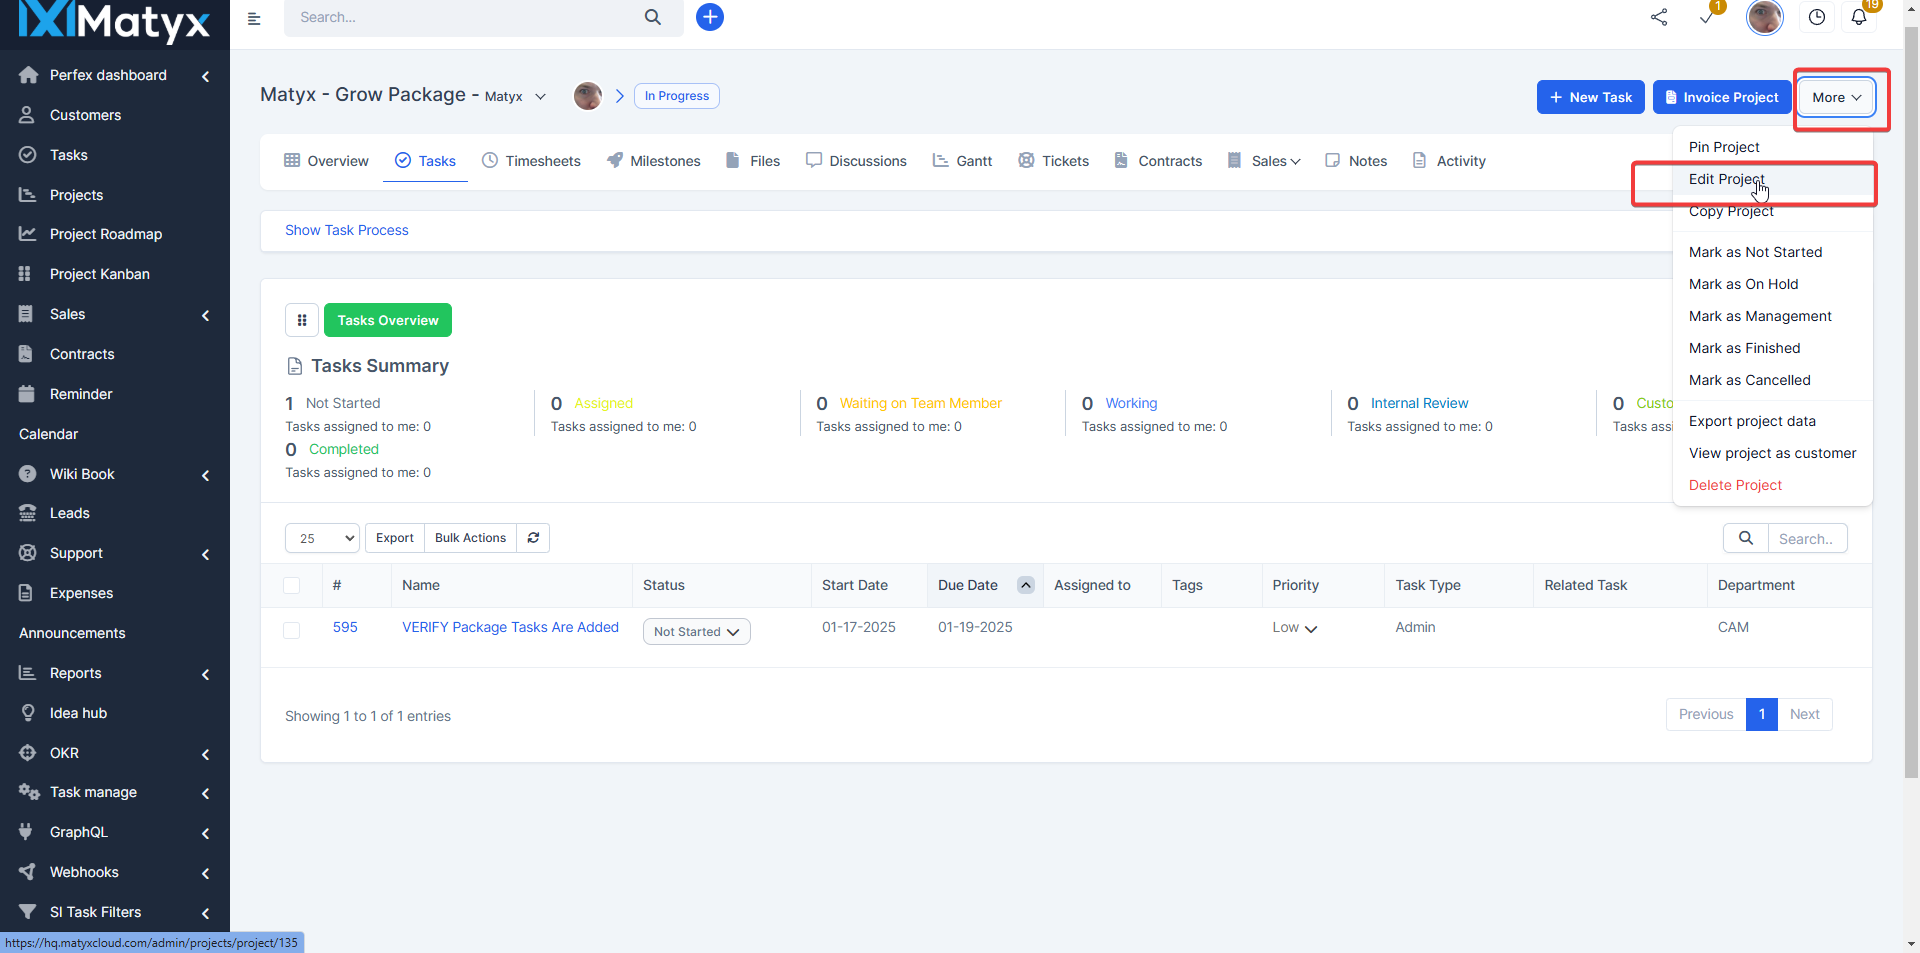 Matyx
Search...
1
19
Perfex dashboard
Customers
Tasks
Projects
Project Roadmap
Project Kanban
Sales
Contracts
Reminder
Calendar
Wiki Book
Leads
Support
Expenses
Announcements
Reports
Idea hub
OKR
Task manage
GraphQL
Webhooks
SI Task Filters
Matyx - Grow Package - Matyx
In Progress
New Task
Invoice Project
More
Overview
Tasks
Timesheets
Milestones
Files
Discussions
Gantt
Tickets
Contracts
Sales
Notes
Activity
Pin Project
Edit Project
Copy Project
Mark as Not Started
Mark as On Hold
Mark as Management
Mark as Finished
Mark as Cancelled
Export project data
View project as customer
Delete Project
Show Task Process
Tasks Overview
Tasks Summary
1 Not Started
Tasks assigned to me: 0
0 Assigned
Tasks assigned to me: 0
0 Waiting on Team Member
Tasks assigned to me: 0
0 Working
Tasks assigned to me: 0
0 Internal Review
Tasks assigned to me: 0
0 Custo
Tasks assi
0 Completed
Tasks assigned to me: 0
25
Export
Bulk Actions
Search..
# Name Status Start Date Due Date Assigned to Tags Priority Task Type Related Task Department
595 VERIFY Package Tasks Are Added Not Started 01-17-2025 01-19-2025 Low Admin CAM
Showing 1 to 1 of 1 entries
Previous 1 Next
https://hq.matyxcloud.com/admin/projects/project/135